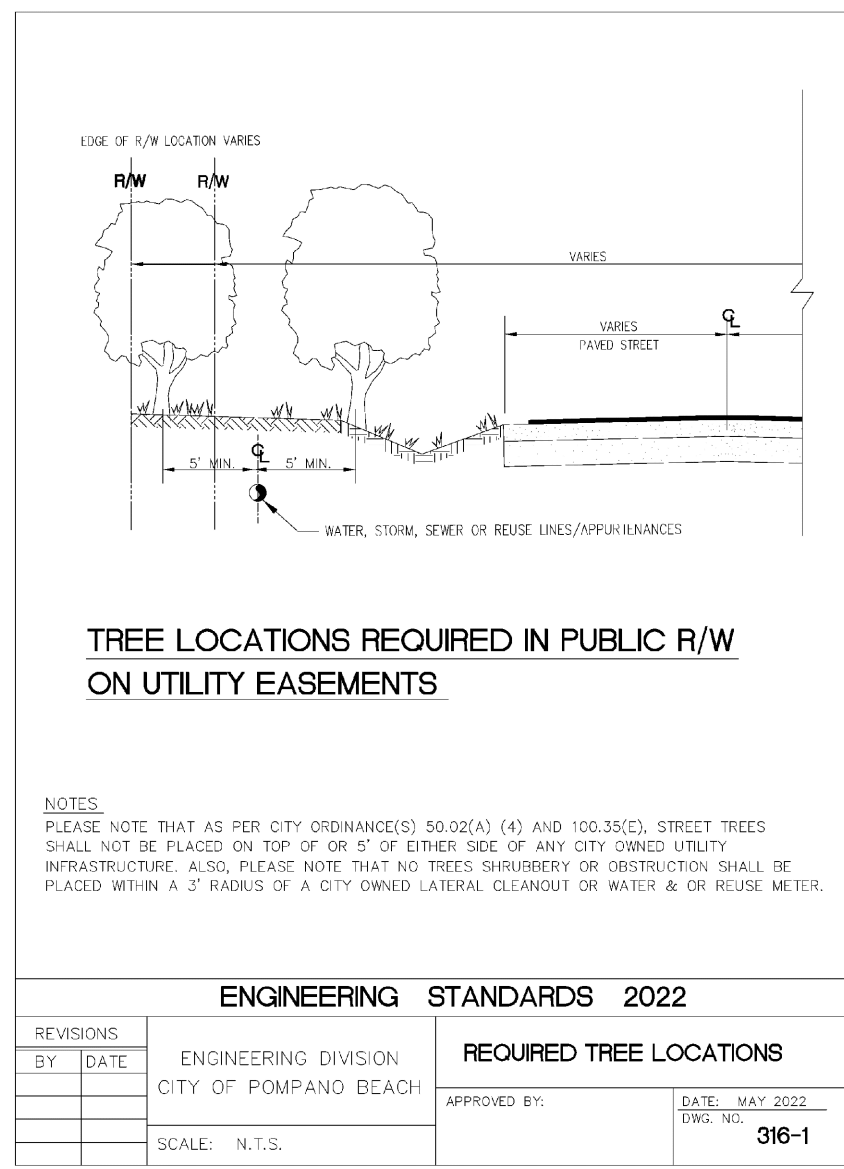 EDGE OF R/W LOCATION VARIES
R/W R/W
VARIES
VARIES
PAVED STREET
℄
℄
5' MIN. 5' MIN.
WATER, STORM, SEWER OR REUSE LINES/APPURTENANCES
TREE LOCATIONS REQUIRED IN PUBLIC R/W
ON UTILITY EASEMENTS
NOTES
PLEASE NOTE THAT AS PER CITY ORDINANCE(S) 50.02(A) (4) AND 100.35(E), STREET TREES
SHALL NOT BE PLACED ON TOP OF OR 5' OF EITHER SIDE OF ANY CITY OWNED UTILITY
INFRASTRUCTURE. ALSO, PLEASE NOTE THAT NO TREES SHRUBBERY OR OBSTRUCTION SHALL BE
PLACED WITHIN A 3' RADIUS OF A CITY OWNED LATERAL CLEANOUT OR WATER & OR REUSE METER.
ENGINEERING STANDARDS 2022
REVISIONS
BY DATE
ENGINEERING DIVISION
CITY OF POMPANO BEACH
SCALE: N.T.S.
REQUIRED TREE LOCATIONS
APPROVED BY:
DATE: MAY 2022
DWG. NO.
316-1